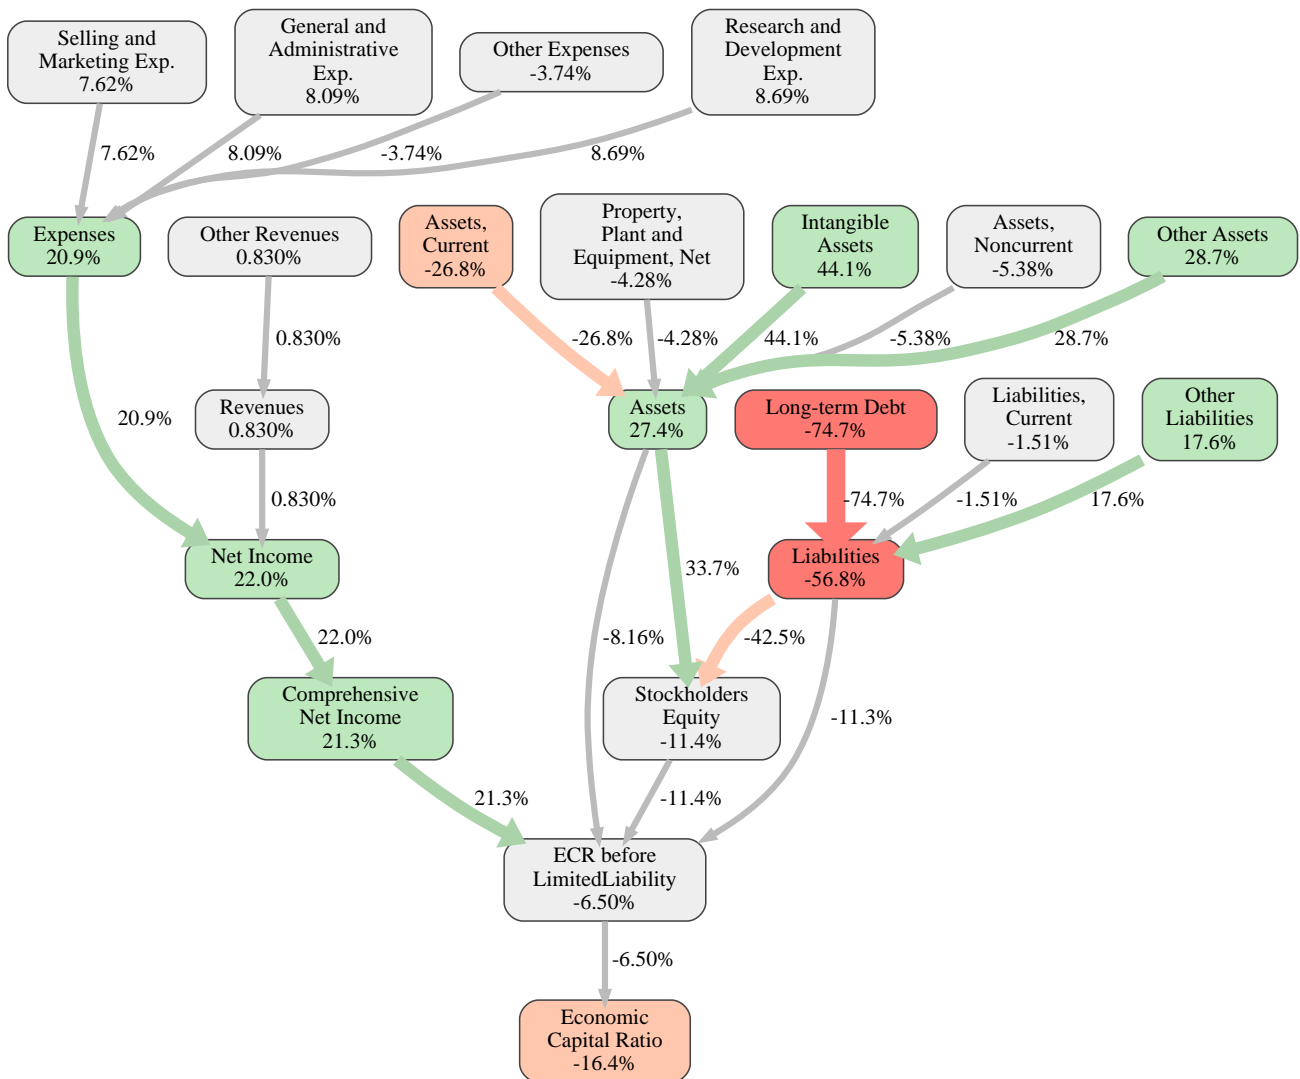 Selling and
Marketing Exp.
7.62%
General and
Administrative
Exp.
8.09%
Other Expenses
-3.74%
Research and
Development
Exp.
8.69%
7.62%
8.09%
-3.74%
8.69%
Expenses
20.9%
Other Revenues
0.830%
Assets,
Current
-26.8%
Property,
Plant and
Equipment, Net
-4.28%
Intangible
Assets
44.1%
Assets,
Noncurrent
-5.38%
Other Assets
28.7%
0.830%
-26.8%
-4.28%
44.1%
-5.38%
28.7%
20.9%
Revenues
0.830%
Assets
27.4%
Long-term Debt
-74.7%
Liabilities,
Current
-1.51%
Other
Liabilities
17.6%
0.830%
-74.7%
-1.51%
17.6%
Net Income
22.0%
33.7%
Liabilities
-56.8%
22.0%
-8.16%
-42.5%
Comprehensive
Net Income
21.3%
Stockholders
Equity
-11.4%
-11.3%
21.3%
-11.4%
ECR before
LimitedLiability
-6.50%
-6.50%
Economic
Capital Ratio
-16.4%